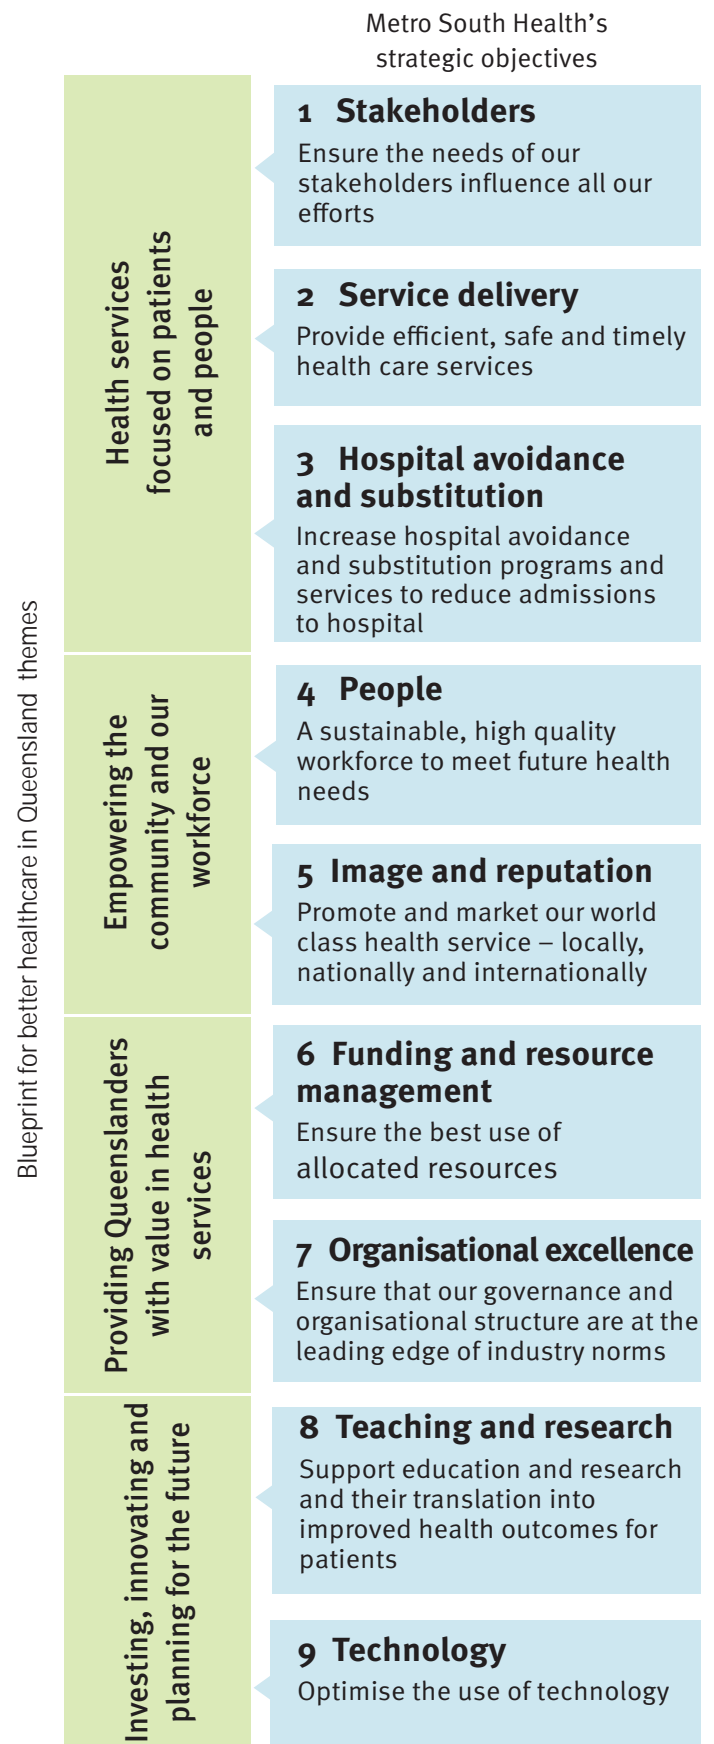 Metro South Health’s
strategic objectives
Blueprint for better healthcare in Queensland themes
Health services
focused on patients
and people
1 Stakeholders
Ensure the needs of our
stakeholders influence all our
efforts
2 Service delivery
Provide efficient, safe and timely
health care services
3 Hospital avoidance
and substitution
Increase hospital avoidance
and substitution programs and
services to reduce admissions
to hospital
Empowering the
community and our
workforce
4 People
A sustainable, high quality
workforce to meet future health
needs
5 Image and reputation
Promote and market our world
class health service – locally,
nationally and internationally
Providing Queenslanders
with value in health
services
6 Funding and resource
management
Ensure the best use of
allocated resources
7 Organisational excellence
Ensure that our governance and
organisational structure are at the
leading edge of industry norms
Investing, innovating and
planning for the future
8 Teaching and research
Support education and research
and their translation into
improved health outcomes for
patients
9 Technology
Optimise the use of technology